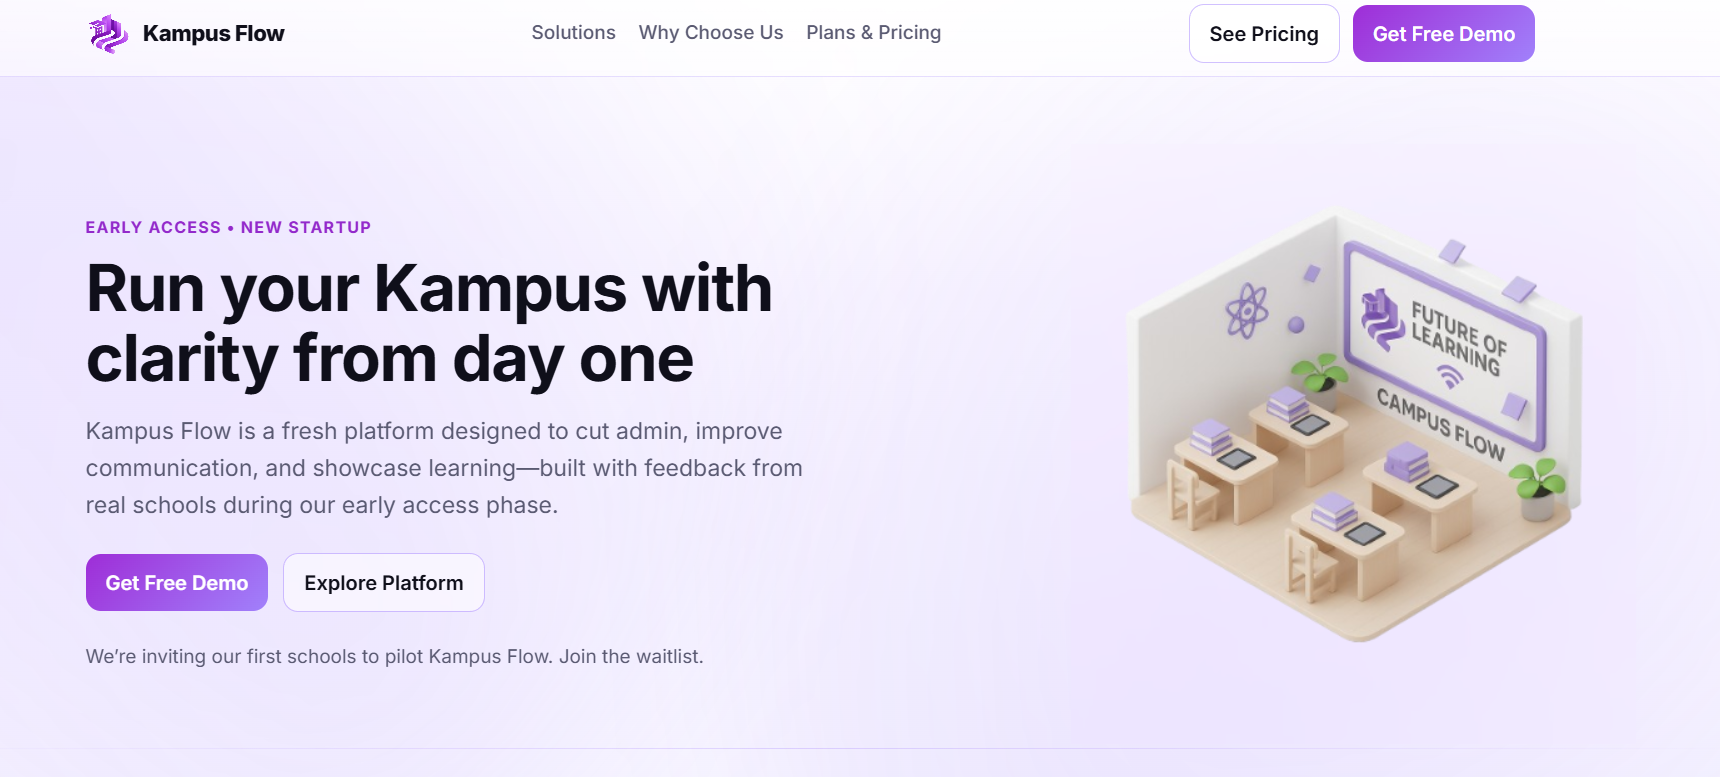 Kampus Flow
Solutions
Why Choose Us
Plans & Pricing
See Pricing
Get Free Demo
EARLY ACCESS • NEW STARTUP
Run your Kampus with
clarity from day one
Kampus Flow is a fresh platform designed to cut admin, improve
communication, and showcase learning—built with feedback from
real schools during our early access phase.
Get Free Demo
Explore Platform
We’re inviting our first schools to pilot Kampus Flow. Join the waitlist.
FUTURE OF
LEARNING
CAMPUS FLOW